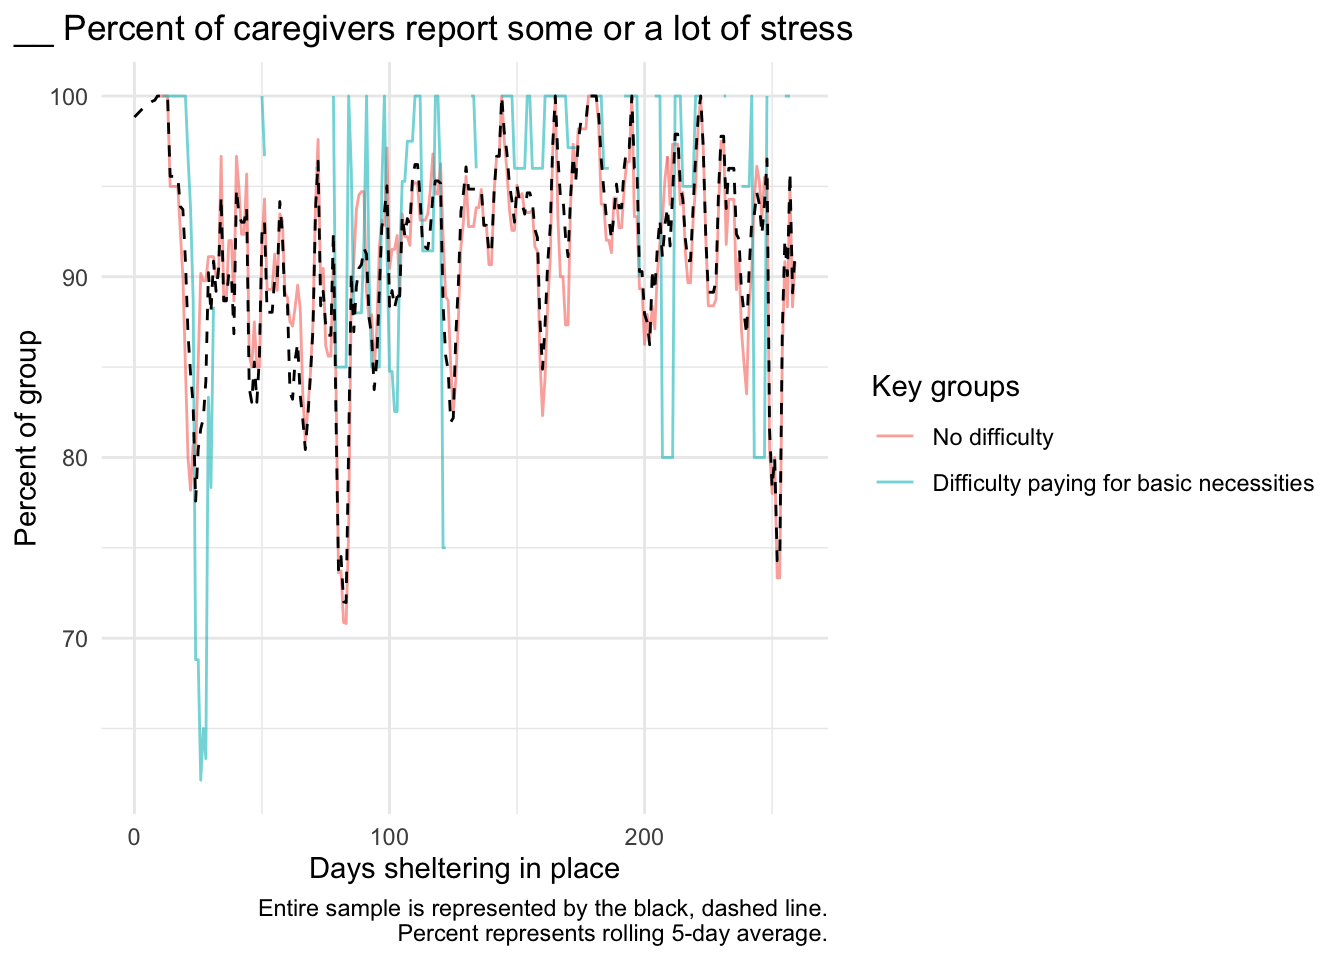 __ Percent of caregivers report some or a lot of stress
100
90
80
70
Percent of group
0
100
200
Days sheltering in place
Key groups
No difficulty
Difficulty paying for basic necessities
Entire sample is represented by the black, dashed line.
Percent represents rolling 5-day average.